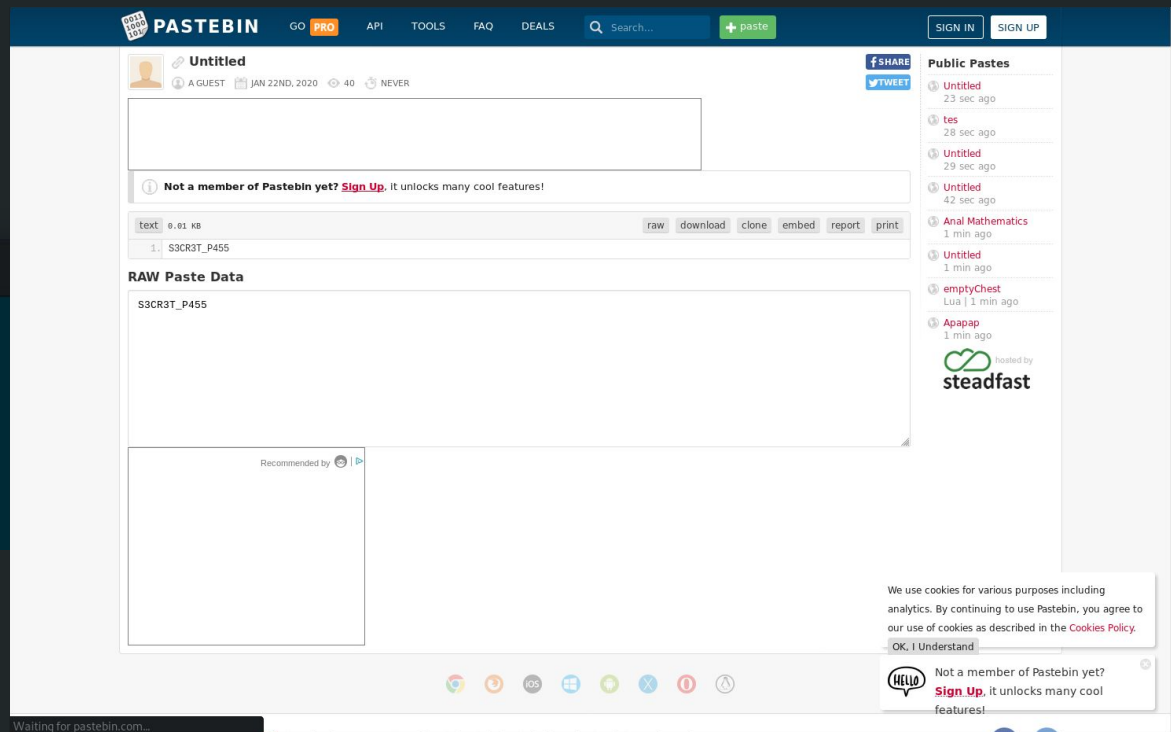 0011
1000
1010
PASTEBIN
GO PRO
API
TOOLS
FAQ
DEALS
Search...
paste
SIGN IN
SIGN UP
Untitled
A GUEST
JAN 22ND, 2020
40
NEVER
SHARE
TWEET
Not a member of Pastebin yet? Sign Up, it unlocks many cool features!
text 0.01 KB
raw
download
clone
embed
report
print
1. S3CR3T_P455
RAW Paste Data
S3CR3T_P455
Recommended by
Public Pastes
Untitled
23 sec ago
tes
28 sec ago
Untitled
29 sec ago
Untitled
42 sec ago
Anal Mathematics
1 min ago
Untitled
1 min ago
emptyChest
Lua | 1 min ago
Apapap
1 min ago
hosted by
steadfast
We use cookies for various purposes including
analytics. By continuing to use Pastebin, you agree to
our use of cookies as described in the Cookies Policy.
OK, I Understand
HELLO
Not a member of Pastebin yet?
Sign Up, it unlocks many cool
features!
iOS
Waiting for pastebin.com...